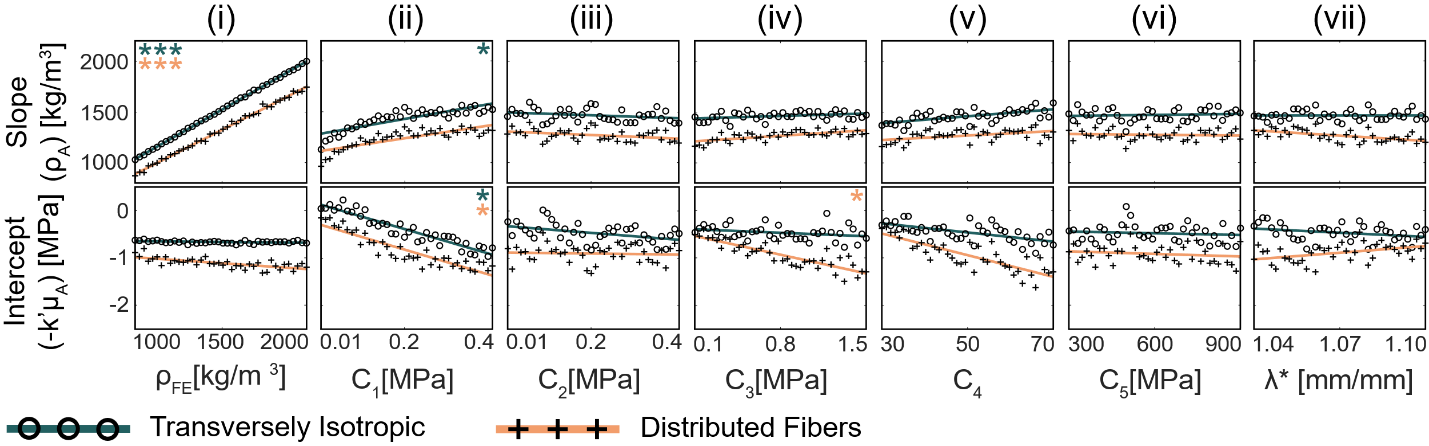 (i) (ii) (iii) (iv) (v) (vi) (vii)
Slope
(ρA) [kg/m³]
2000
1500
1000
***
***
*
Intercept
(-k'μA) [MPa]
0
-1
-2
*
*
*
1000 1500 2000
0.01 0.2 0.4
0.01 0.2 0.4
0.1 0.8 1.5
30 50 70
300 600 900
1.04 1.07 1.10
ρFE[kg/m ³] C1[MPa] C2[MPa] C3[MPa] C4 C5[MPa] λ* [mm/mm]
Transversely Isotropic Distributed Fibers